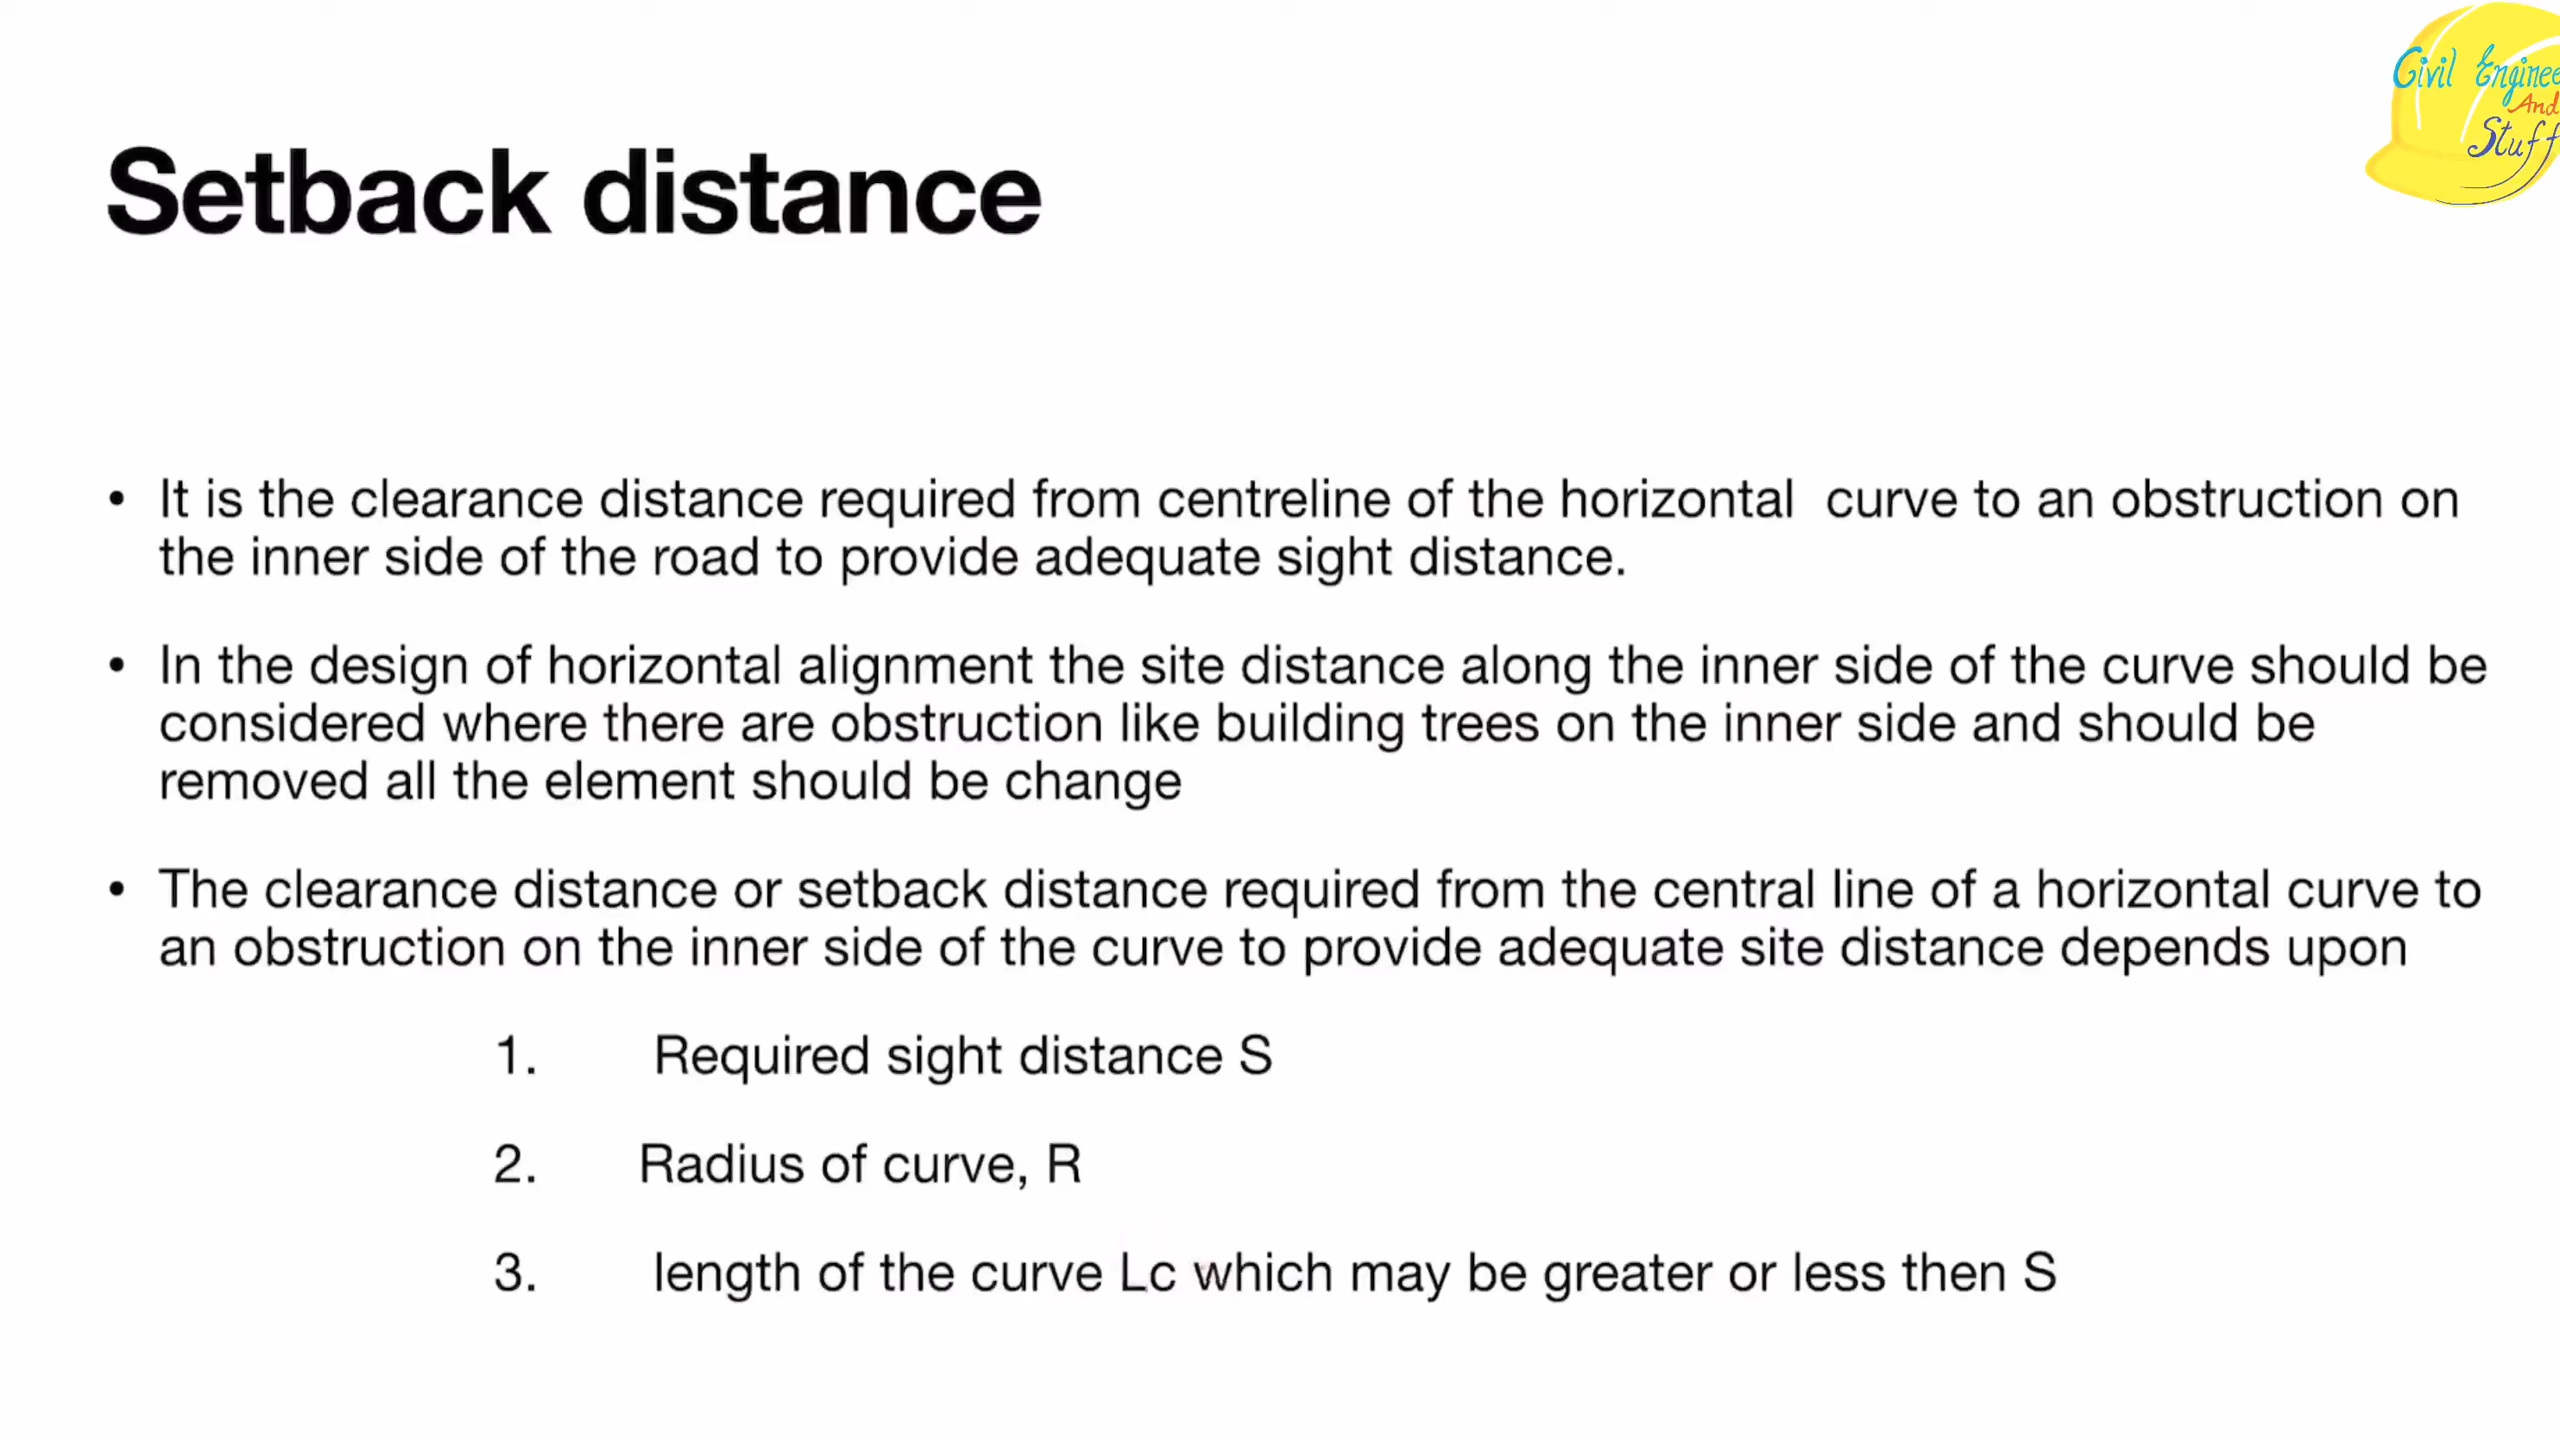 Civil Enginee
And
Stuff
Setback distance
• It is the clearance distance required from centreline of the horizontal  curve to an obstruction on
the inner side of the road to provide adequate sight distance.
• In the design of horizontal alignment the site distance along the inner side of the curve should be
considered where there are obstruction like building trees on the inner side and should be
removed all the element should be change
• The clearance distance or setback distance required from the central line of a horizontal curve to
an obstruction on the inner side of the curve to provide adequate site distance depends upon
1. Required sight distance S
2. Radius of curve, R
3. length of the curve Lc which may be greater or less then S